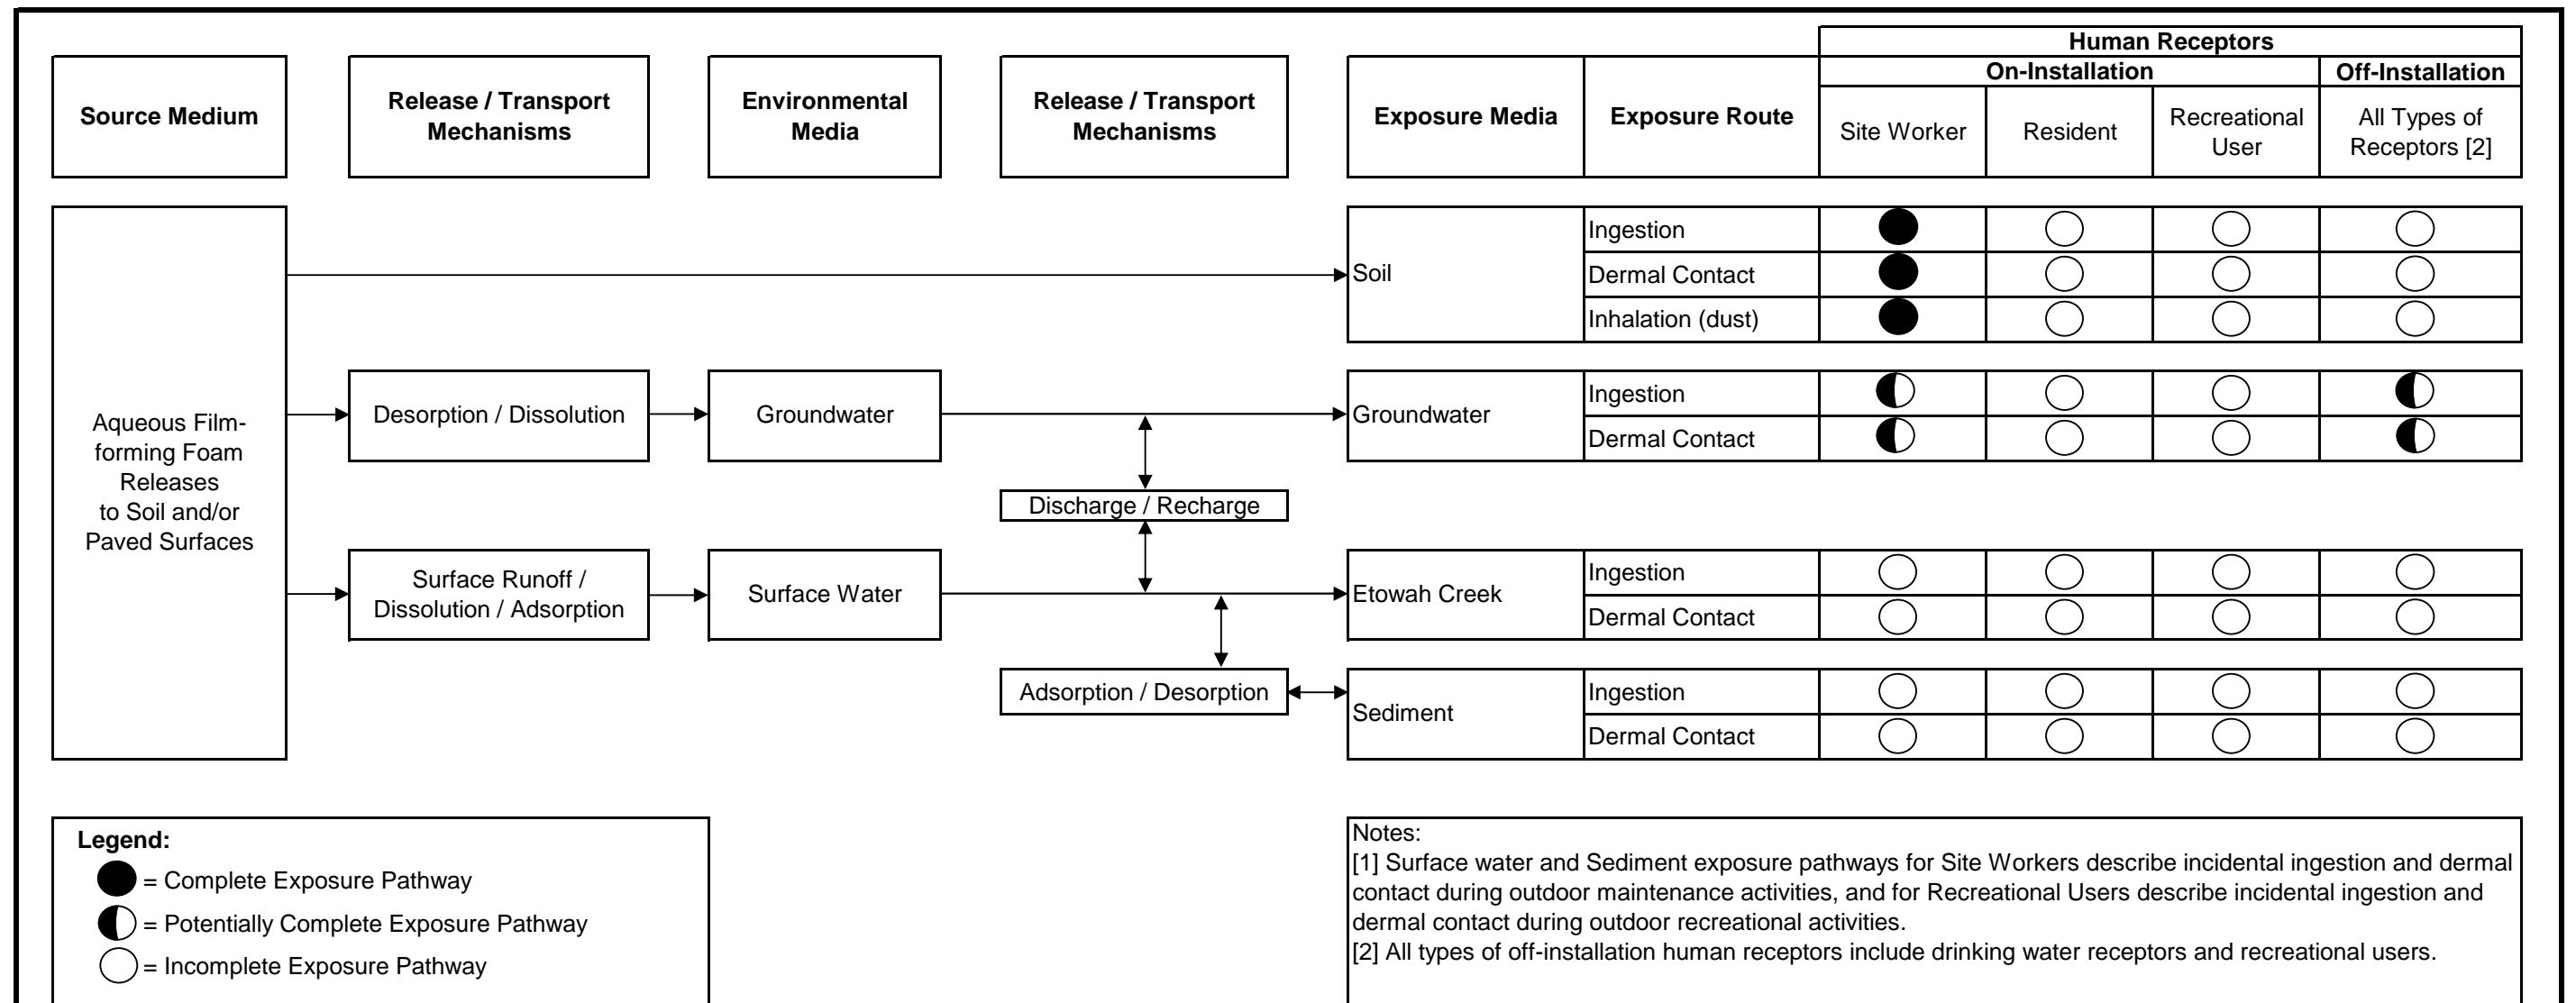 Human Receptors
On-Installation
Off-Installation
Source Medium
Release / Transport
Mechanisms
Environmental
Media
Release / Transport
Mechanisms
Exposure Media
Exposure Route
Site Worker
Resident
Recreational
User
All Types of
Receptors [2]
Aqueous Film-
forming Foam
Releases
to Soil and/or
Paved Surfaces
Soil
Ingestion
Dermal Contact
Inhalation (dust)
Desorption / Dissolution
Groundwater
Groundwater
Ingestion
Dermal Contact
Discharge / Recharge
Surface Runoff /
Dissolution / Adsorption
Surface Water
Etowah Creek
Ingestion
Dermal Contact
Adsorption / Desorption
Sediment
Ingestion
Dermal Contact
Legend:
= Complete Exposure Pathway
= Potentially Complete Exposure Pathway
= Incomplete Exposure Pathway
Notes:
[1] Surface water and Sediment exposure pathways for Site Workers describe incidental ingestion and dermal
contact during outdoor maintenance activities, and for Recreational Users describe incidental ingestion and
dermal contact during outdoor recreational activities.
[2] All types of off-installation human receptors include drinking water receptors and recreational users.